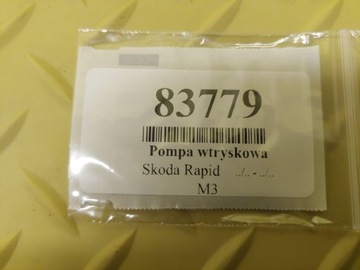 83779
Pompa wtryskowa
Skoda Rapid ../.. - ../..
M3